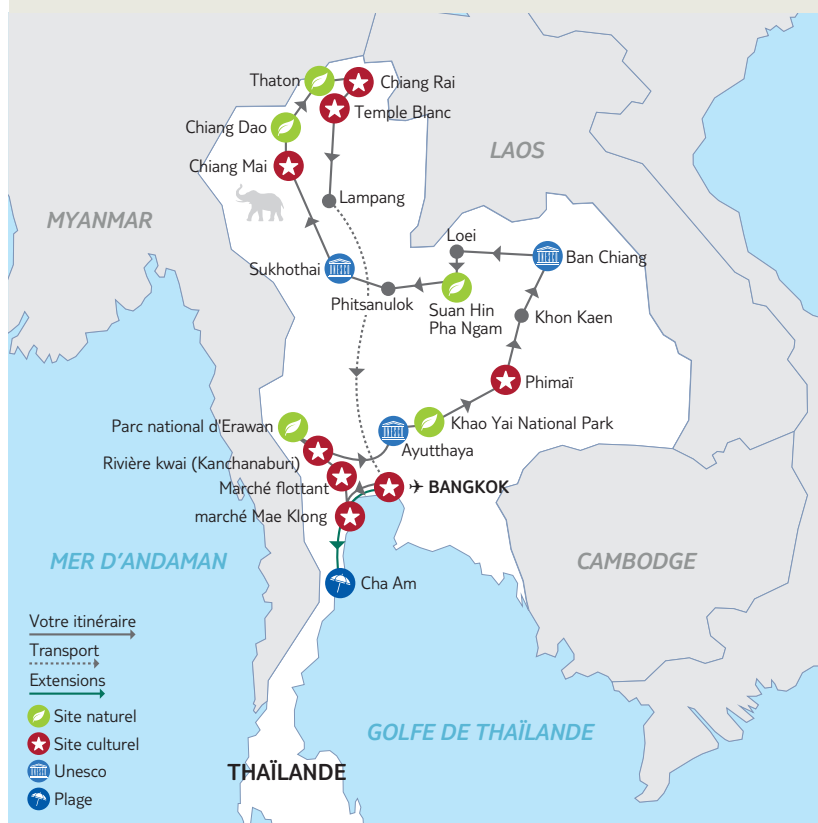 Thaton
Chiang Rai
Temple Blanc
Chiang Dao
Chiang Mai
LAOS
MYANMAR
Lampang
Loei
Ban Chiang
Sukhothai
Phitsanulok
Suan Hin
Pha Ngam
Khon Kaen
Phimaï
Parc national d'Erawan
Khao Yai National Park
Ayutthaya
Rivière kwai (Kanchanaburi)
Marché flottant
BANGKOK
marché Mae Klong
MER D'ANDAMAN
CAMBODGE
Cha Am
Votre itinéraire
Transport
Extensions
Site naturel
Site culturel
Unesco
Plage
GOLFE DE THAÏLANDE
THAÏLANDE